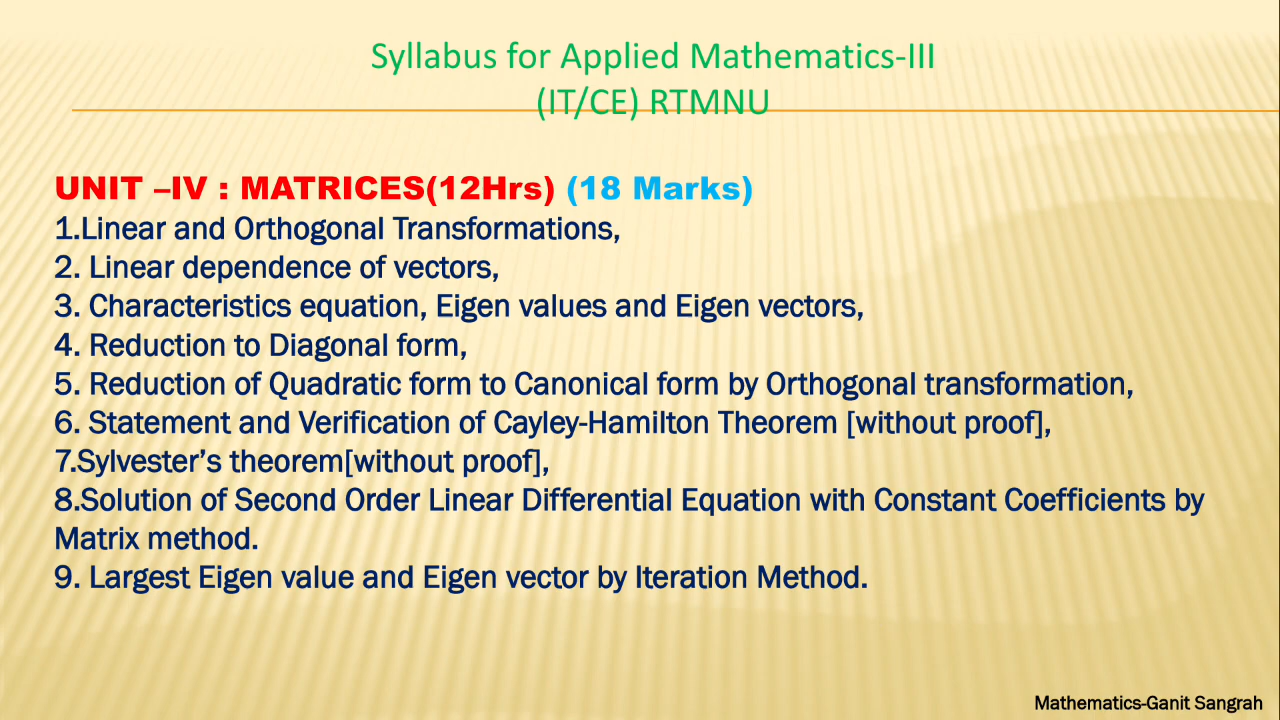 Syllabus for Applied Mathematics-III
(IT/CE) RTMNU
UNIT –IV : MATRICES(12Hrs) (18 Marks)
1.Linear and Orthogonal Transformations,
2. Linear dependence of vectors,
3. Characteristics equation, Eigen values and Eigen vectors,
4. Reduction to Diagonal form,
5. Reduction of Quadratic form to Canonical form by Orthogonal transformation,
6. Statement and Verification of Cayley-Hamilton Theorem [without proof],
7.Sylvester’s theorem[without proof],
8.Solution of Second Order Linear Differential Equation with Constant Coefficients by
Matrix method.
9. Largest Eigen value and Eigen vector by Iteration Method.
Mathematics-Ganit Sangrah